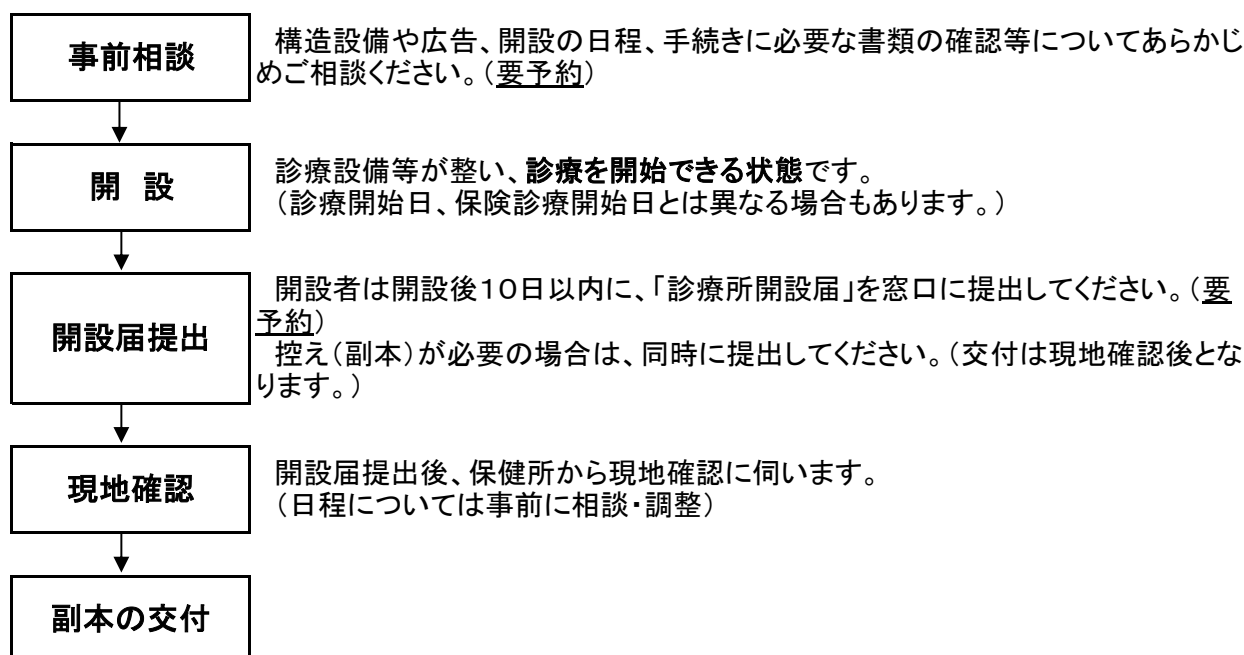 事前相談
構造設備や広告、開設の日程、手続きに必要な書類の確認等についてあらかじ
めご相談ください。（要予約）
開 設
診療設備等が整い、診療を開始できる状態です。
（診療開始日、保険診療開始日とは異なる場合もあります。）
開設届提出
開設者は開設後１０日以内に、「診療所開設届」を窓口に提出してください。（要
予約）
控え（副本）が必要の場合は、同時に提出してください。（交付は現地確認後とな
ります。）
現地確認
開設届提出後、保健所から現地確認に伺います。
（日程については事前に相談・調整）
副本の交付